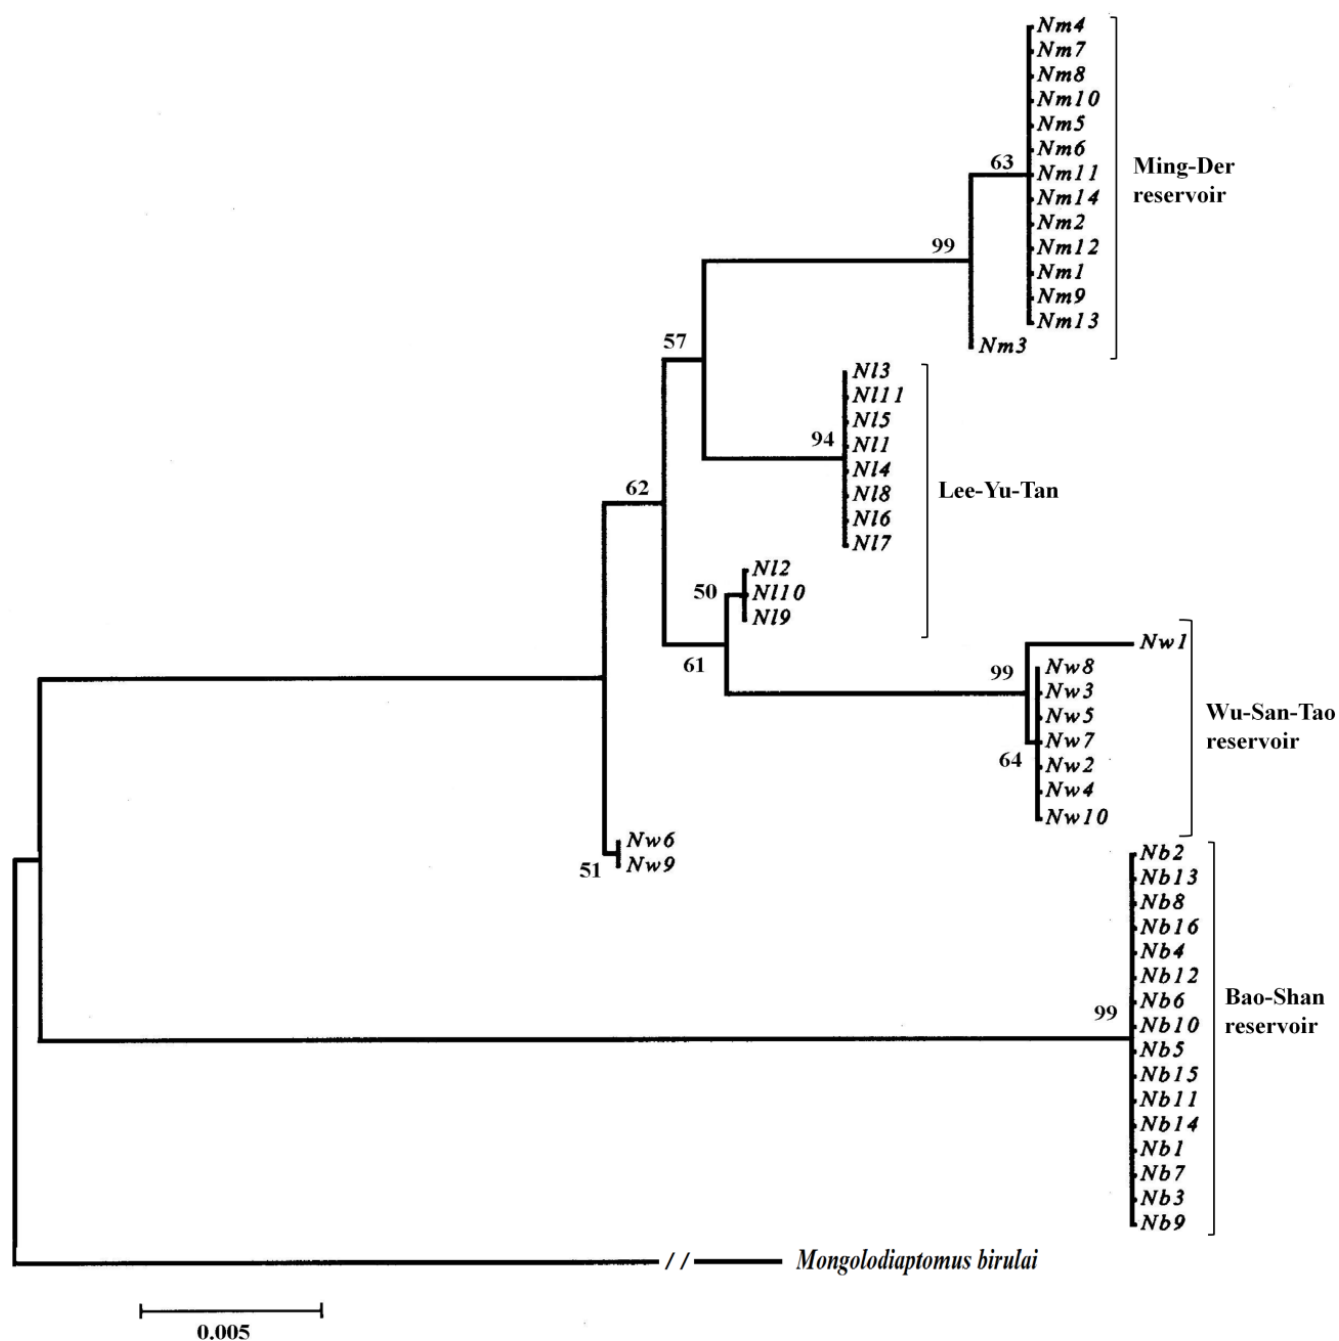 Nm4
Nm7
Nm8
Nm10
Nm5
Nm6
63
Nm11
Ming-Der
reservoir
Nm14
Nm2
99
Nm12
Nm1
Nm9
Nm13
57
Nm3
Nl3
Nl11
Nl5
94
Nl1
Nl4
62
Nl8
Lee-Yu-Tan
Nl6
Nl7
Nl2
50
Nl10
Nl9
Nw1
61
99
Nw8
Nw3
Nw5
Wu-San-Tao
reservoir
Nw7
64
Nw2
Nw4
Nw10
Nw6
51
Nw9
Nb2
Nb13
Nb8
Nb16
Nb4
Nb12
Nb6
99
Bao-Shan
reservoir
Nb10
Nb5
Nb15
Nb11
Nb14
Nb1
Nb7
Nb3
Nb9
// Mongolodiaptomus birulai
0.005